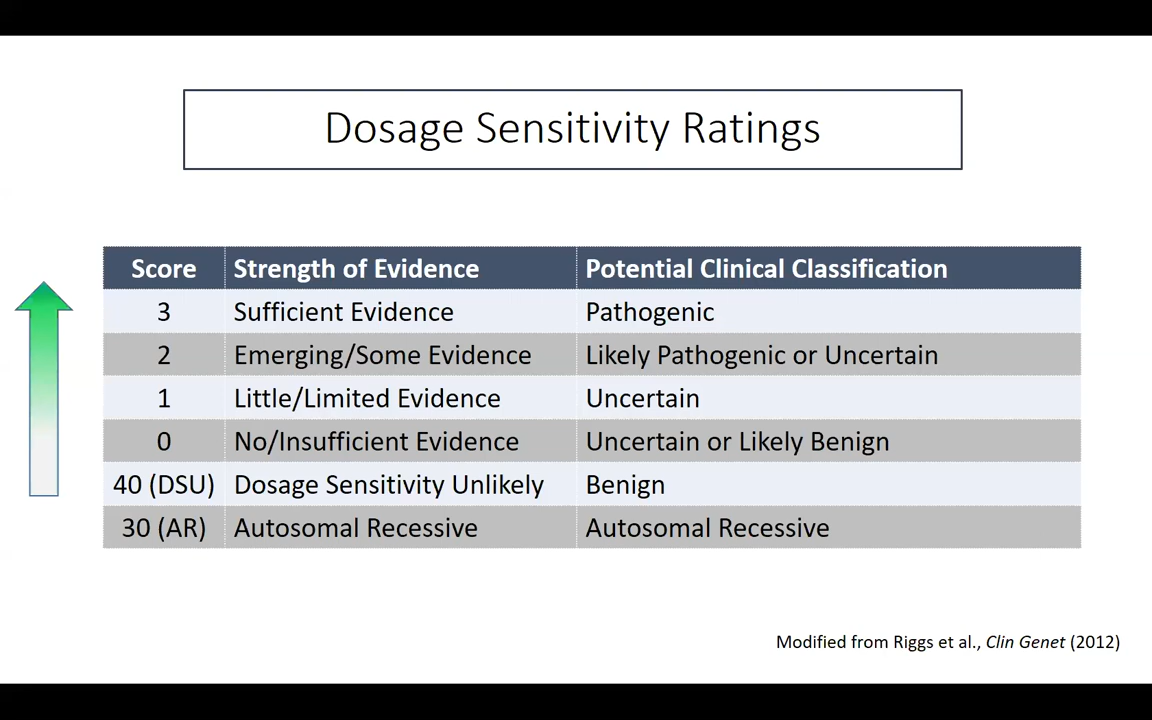 Dosage Sensitivity Ratings
Score Strength of Evidence Potential Clinical Classification
3 Sufficient Evidence Pathogenic
2 Emerging/Some Evidence Likely Pathogenic or Uncertain
1 Little/Limited Evidence Uncertain
0 No/Insufficient Evidence Uncertain or Likely Benign
40 (DSU) Dosage Sensitivity Unlikely Benign
30 (AR) Autosomal Recessive Autosomal Recessive
Modified from Riggs et al., Clin Genet (2012)